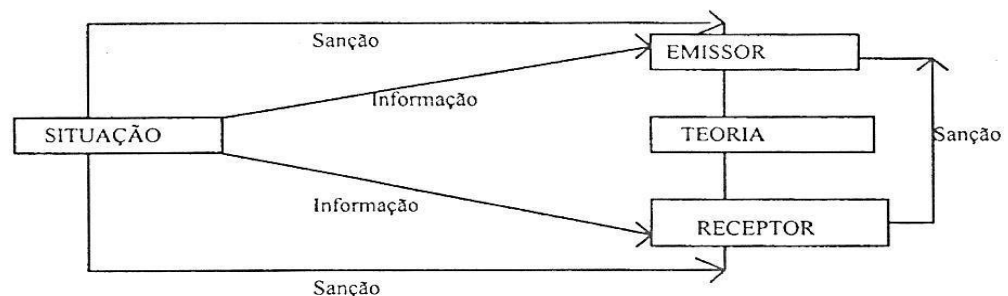 Sanção
EMISSOR
Informação
SITUAÇÃO
TEORIA
Sanção
Informação
RECEPTOR
Sanção